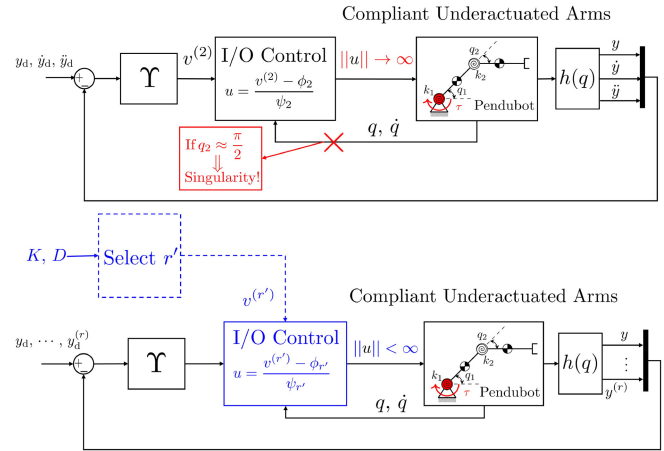 Compliant Underactuated Arms
y_d, ẏ_d, ÿ_d
−
Υ
v^(2)
I/O Control
u = (v^(2) − ϕ_2) / ψ_2
||u|| → ∞
q_2
k_2
k_1
q_1
τ
Pendubot
h(q)
y
ẏ
ÿ
q, q̇
If q_2 ≈ π/2
⇓
Singularity!
K, D
Select r′
v^(r′)
Compliant Underactuated Arms
y_d, ⋯ , y_d^(r)
−
Υ
I/O Control
u = (v^(r′) − ϕ_r′) / ψ_r′
||u|| < ∞
q_2
k_2
k_1
q_1
τ
Pendubot
h(q)
y
⋮
y^(r)
q, q̇